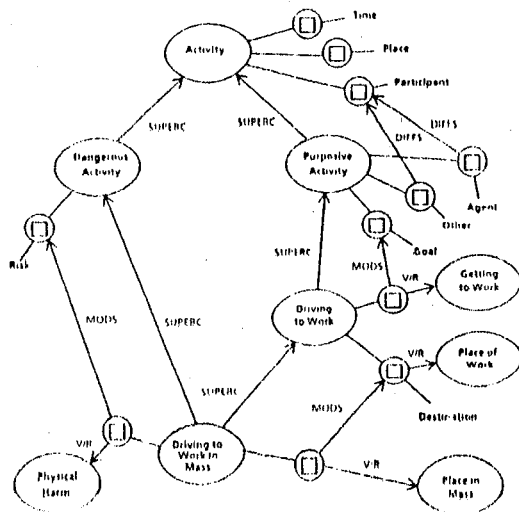 Time
Activity
Place
Participant
SUPERC
SUPERC
DIFFS
DIFFS
Dangerous
Activity
Purposive
Activity
Agent
Other
Risk
Goal
SUPERC
MODS
V/R
Getting
to Work
MODS
SUPERC
Driving
to Work
V/R
Place of
Work
SUPERC
MODS
Destination
V/R
Driving to
Work in
Mass
V/R
Physical
Harm
Place in
Mass